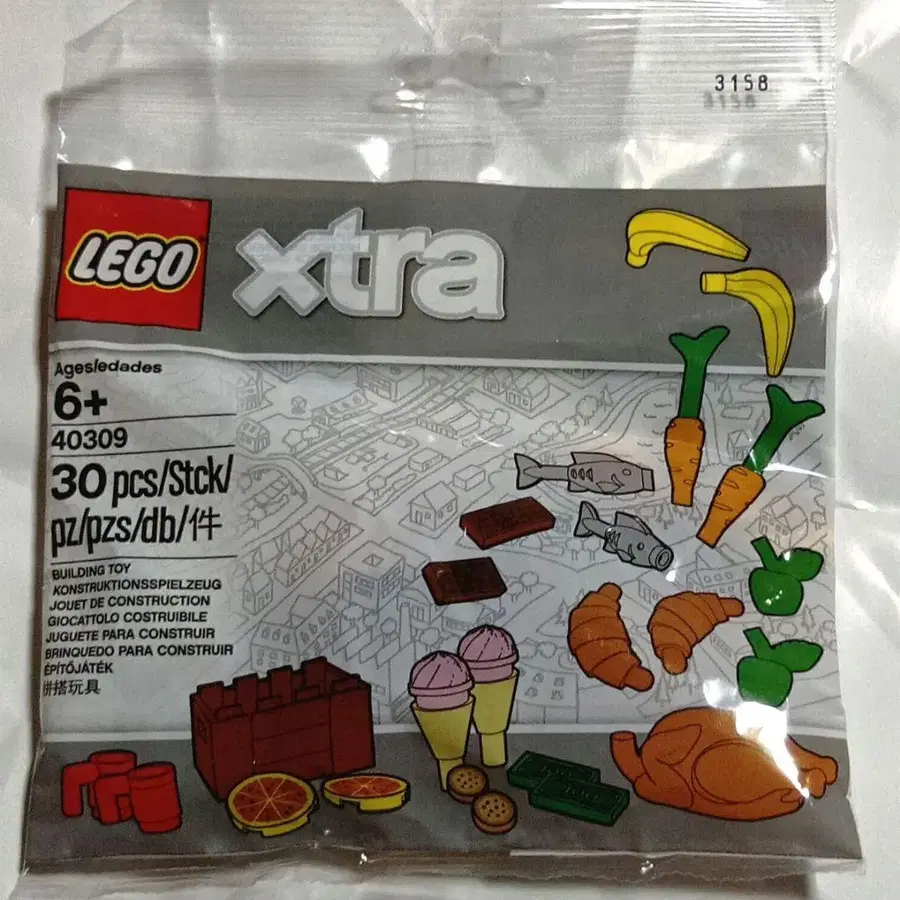 3158
LEGO
xtra
Ages/edades
6+
40309
30 pcs/Stck/
pz/pzs/db/件
BUILDING TOY
KONSTRUKTIONSSPIELZEUG
JOUET DE CONSTRUCTION
GIOCATTOLO COSTRUIBILE
JUGUETE PARA CONSTRUIR
BRINQUEDO PARA CONSTRUIR
ÉPÍTŐJÁTÉK
拼搭玩具